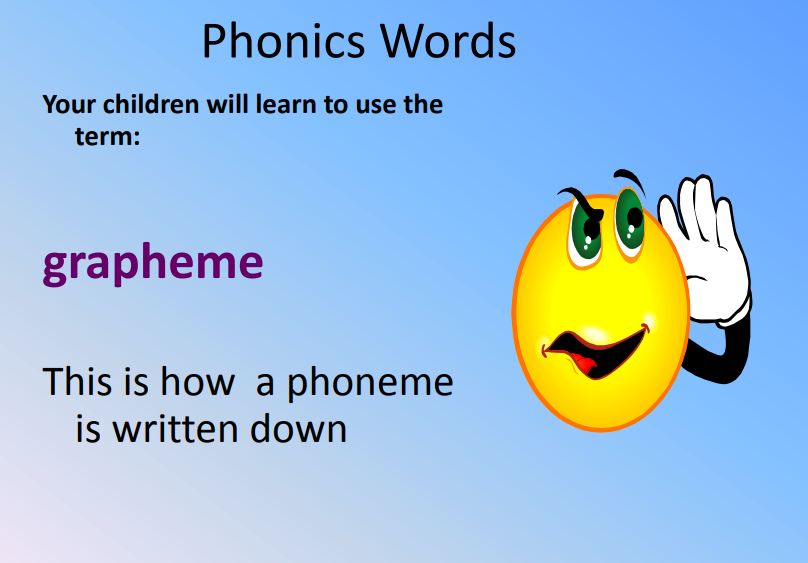 Phonics Words
Your children will learn to use the
term:
grapheme
This is how  a phoneme
is written down